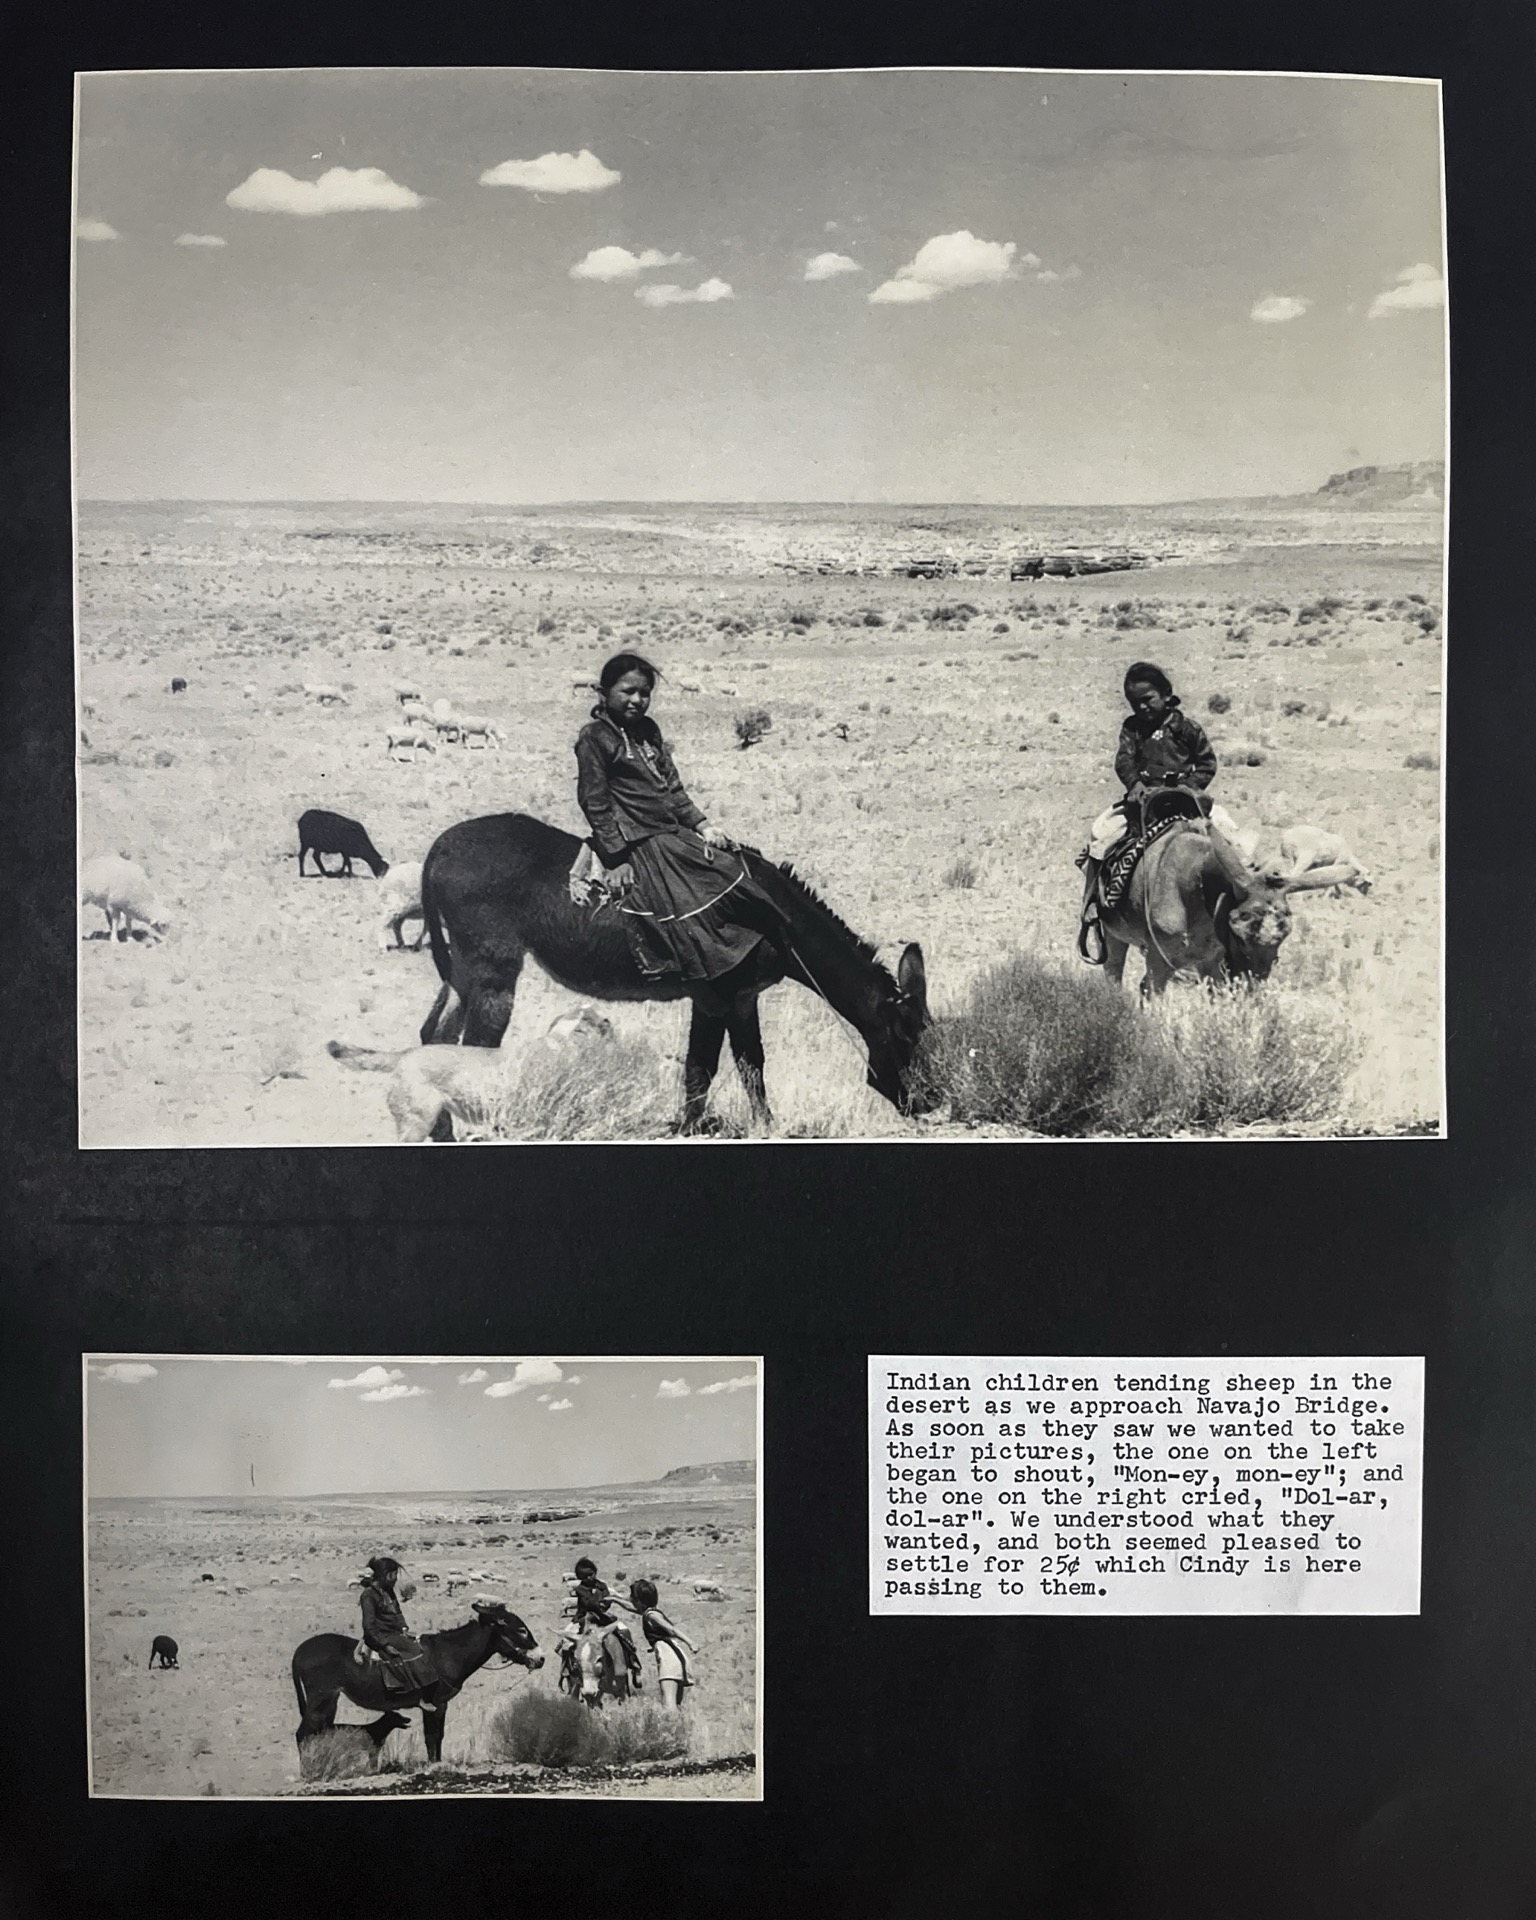 Indian children tending sheep in the
desert as we approach Navajo Bridge.
As soon as they saw we wanted to take
their pictures, the one on the left
began to shout, "Mon-ey, mon-ey"; and
the one on the right cried, "Dol-ar,
dol-ar". We understood what they
wanted, and both seemed pleased to
settle for 25¢ which Cindy is here
passing to them.